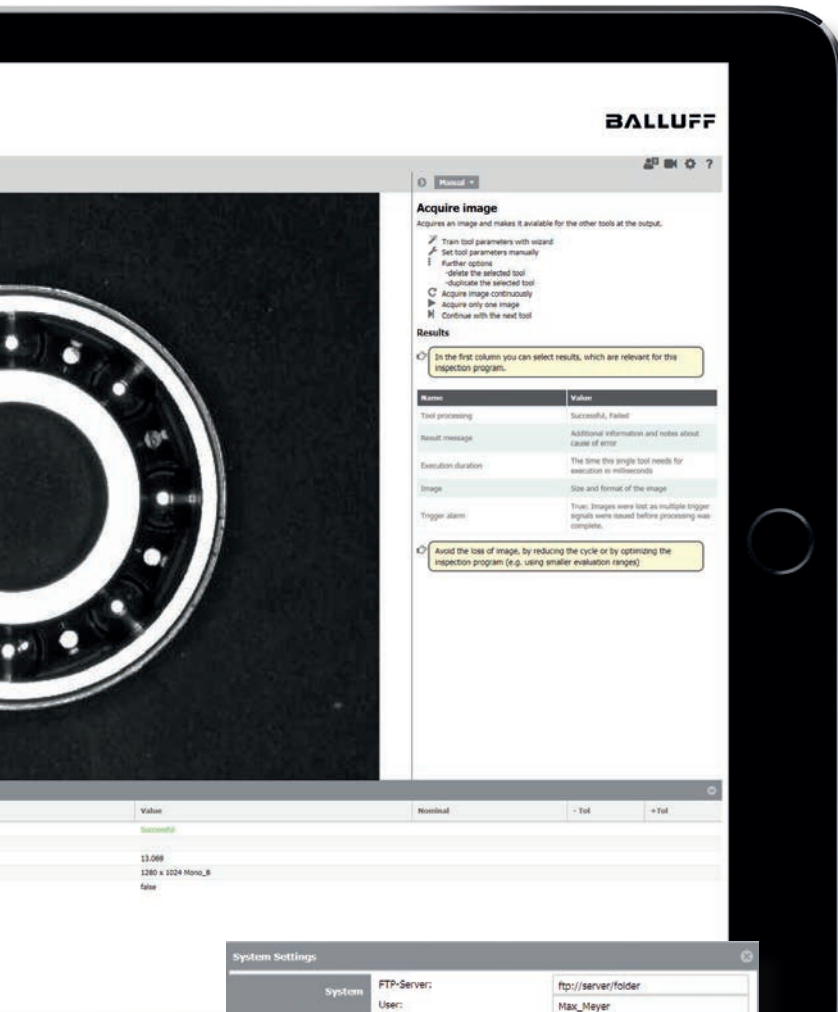 BALLUFF
?
Manual
Acquire image
Acquires an image and makes it avialable for the other tools at the output.
Train tool parameters with wizard
Set tool parameters manually
Further options
-delete the selected tool
-duplicate the selected tool
Acquire image continuously
Acquire only one image
Continue with the next tool
Results
In the first column you can select results, which are relevant for this
inspection program.
Name Value
Tool processing Successful, Failed
Result message Additional information and notes about
cause of error
Execution duration The time this single tool needs for
execution in milliseconds
Image Size and format of the image
Trigger alarm True: Images were lost as multiple trigger
signals were issued before processing was
complete.
Avoid the loss of image, by reducing the cycle or by optimizing the
inspection program (e.g. using smaller evaluation ranges)
Value Nominal - Tol +Tol
Successful
13.069
1280 x 1024 Mono_8
false
System Settings
System FTP-Server: ftp://server/folder
User: Max_Meyer